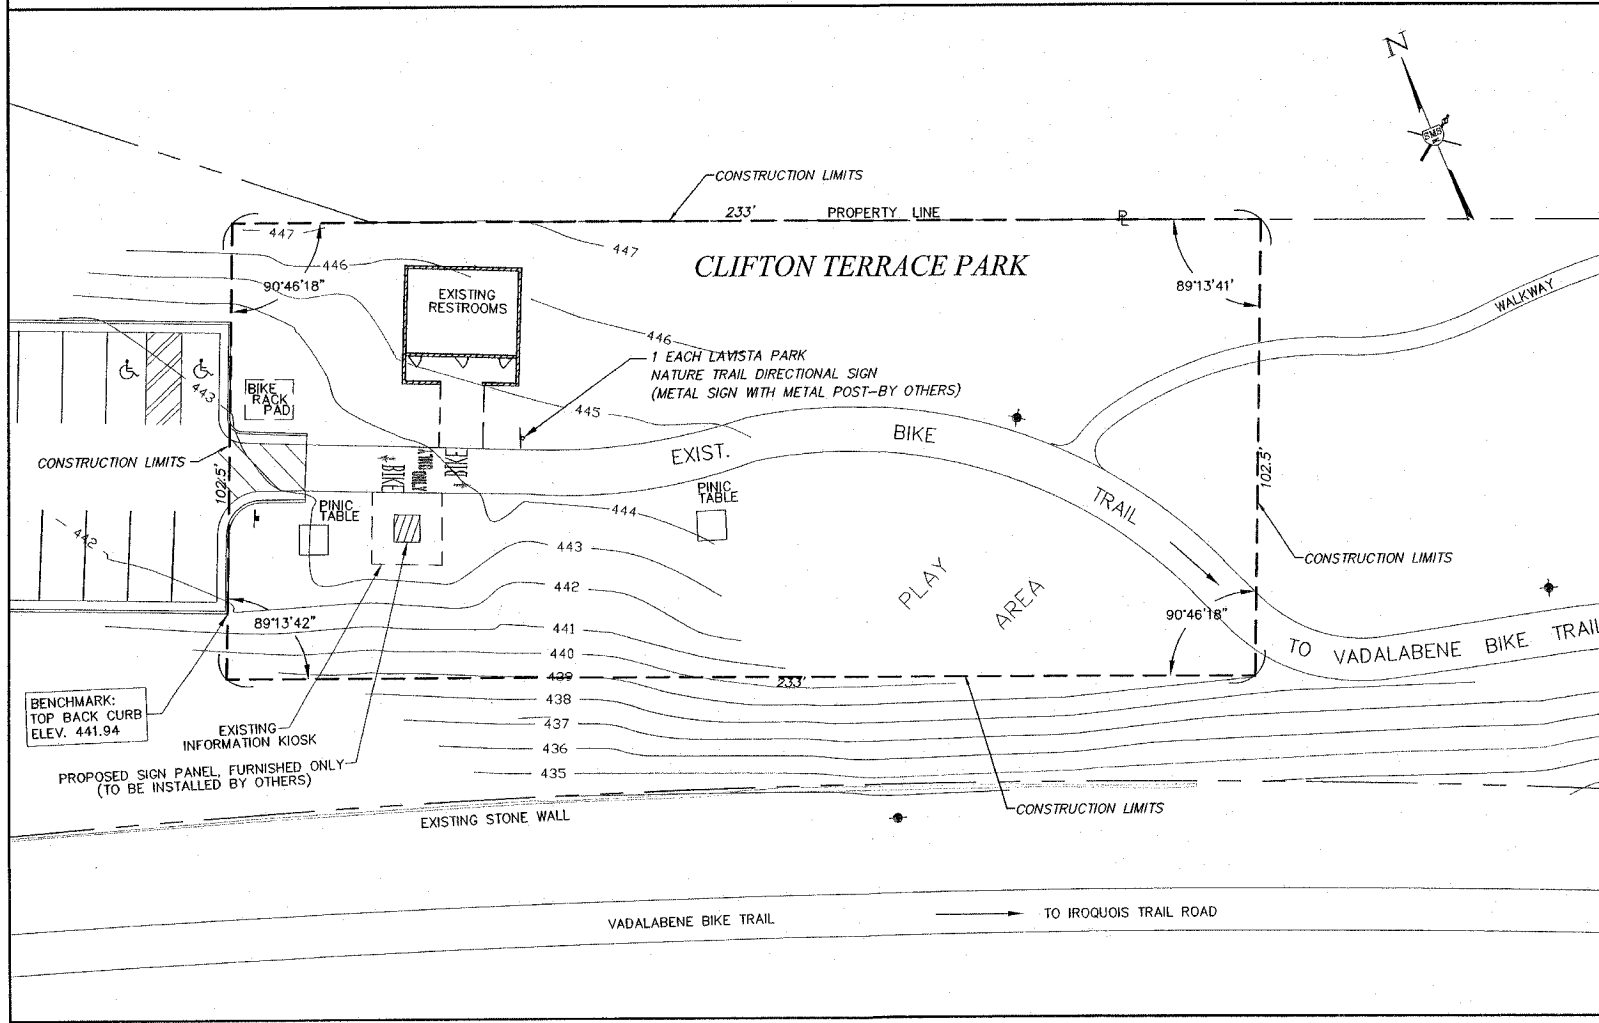 N
SMS
CONSTRUCTION LIMITS
233'
PROPERTY LINE
447
447
CLIFTON TERRACE PARK
446
90°46'18"
89°13'41'
EXISTING
RESTROOMS
WALKWAY
446
1 EACH LAVISTA PARK
NATURE TRAIL DIRECTIONAL SIGN
(METAL SIGN WITH METAL POST-BY OTHERS)
443
BIKE
RACK
PAD
445
BIKE
EXIST.
CONSTRUCTION LIMITS
102.5'
BIKE
ONLY
ONLY
BIKE
102.5'
PINIC
TABLE
PINIC
TABLE
TRAIL
444
442
443
CONSTRUCTION LIMITS
442
PLAY
AREA
89°13'42"
441
90°46'18"
440
TO VADALABENE BIKE TRAIL
439
233'
438
BENCHMARK:
TOP BACK CURB
ELEV. 441.94
437
EXISTING
INFORMATION KIOSK
436
PROPOSED SIGN PANEL, FURNISHED ONLY
(TO BE INSTALLED BY OTHERS)
435
CONSTRUCTION LIMITS
EXISTING STONE WALL
VADALABENE BIKE TRAIL
TO IROQUOIS TRAIL ROAD